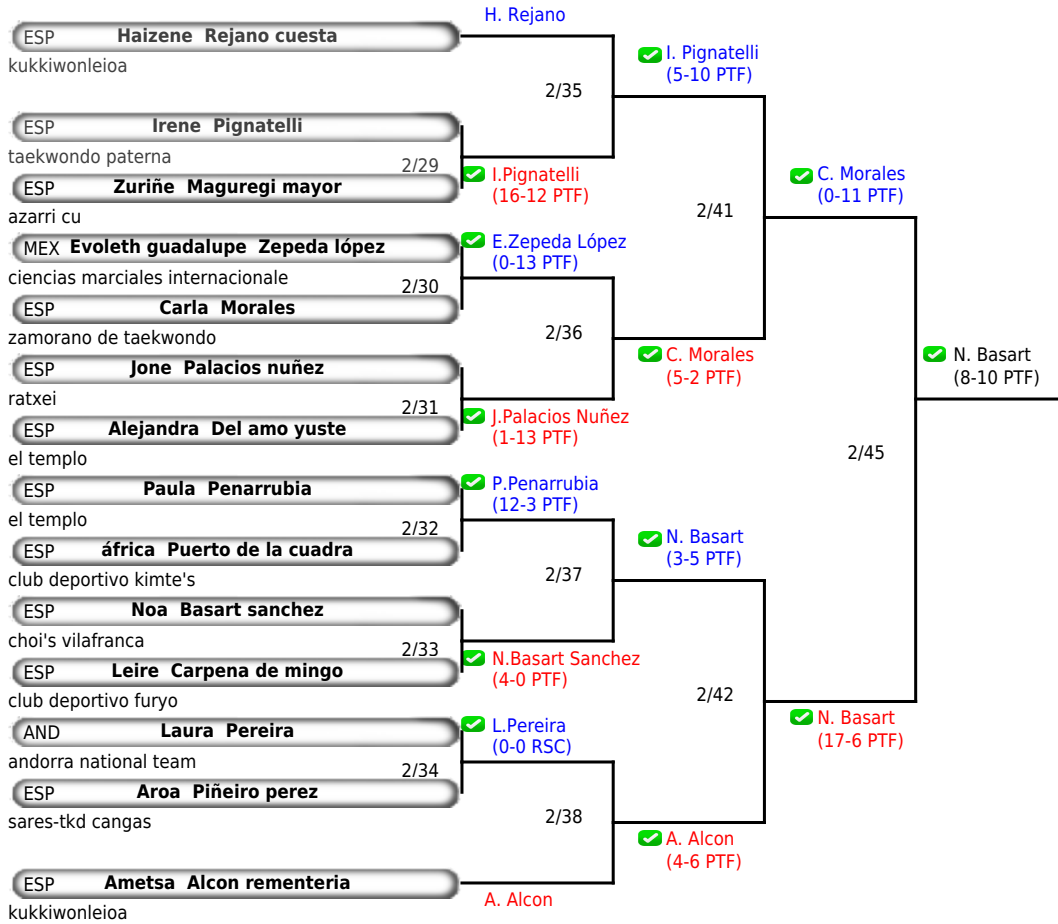 H. Rejano
ESP Haizene Rejano cuesta
kukkiwonleioa
I. Pignatelli
(5-10 PTF)
2/35
ESP Irene Pignatelli
taekwondo paterna
2/29
I.Pignatelli
(16-12 PTF)
ESP Zuriñe Maguregi mayor
azarri cu
C. Morales
(0-11 PTF)
2/41
MEX Evoleth guadalupe Zepeda lópez
ciencias marciales internacionale
E.Zepeda López
(0-13 PTF)
2/30
ESP Carla Morales
zamorano de taekwondo
2/36
C. Morales
(5-2 PTF)
N. Basart
(8-10 PTF)
ESP Jone Palacios nuñez
ratxei
2/31
J.Palacios Nuñez
(1-13 PTF)
ESP Alejandra Del amo yuste
el templo
2/45
ESP Paula Penarrubia
el templo
P.Penarrubia
(12-3 PTF)
2/32
ESP áfrica Puerto de la cuadra
club deportivo kimte's
N. Basart
(3-5 PTF)
2/37
ESP Noa Basart sanchez
choi's vilafranca
2/33
N.Basart Sanchez
(4-0 PTF)
ESP Leire Carpena de mingo
club deportivo furyo
2/42
N. Basart
(17-6 PTF)
AND Laura Pereira
andorra national team
L.Pereira
(0-0 RSC)
2/34
ESP Aroa Piñeiro perez
sares-tkd cangas
2/38
A. Alcon
(4-6 PTF)
ESP Ametsa Alcon rementeria
kukkiwonleioa
A. Alcon